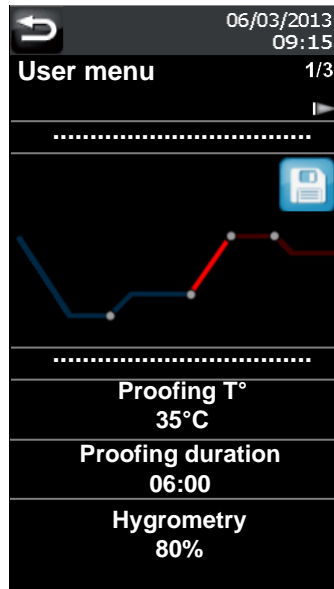 06/03/2013
09:15
User menu 1/3
..................................
..................................
Proofing T°
35°C
Proofing duration
06:00
Hygrometry
80%